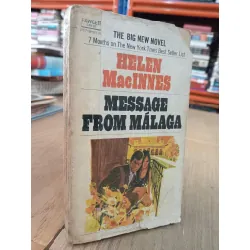 THE BIG NEW NOVEL
7 Months on The New York Times Best Seller List
HELEN
MacINNES
MESSAGE
FROM MÁLAGA